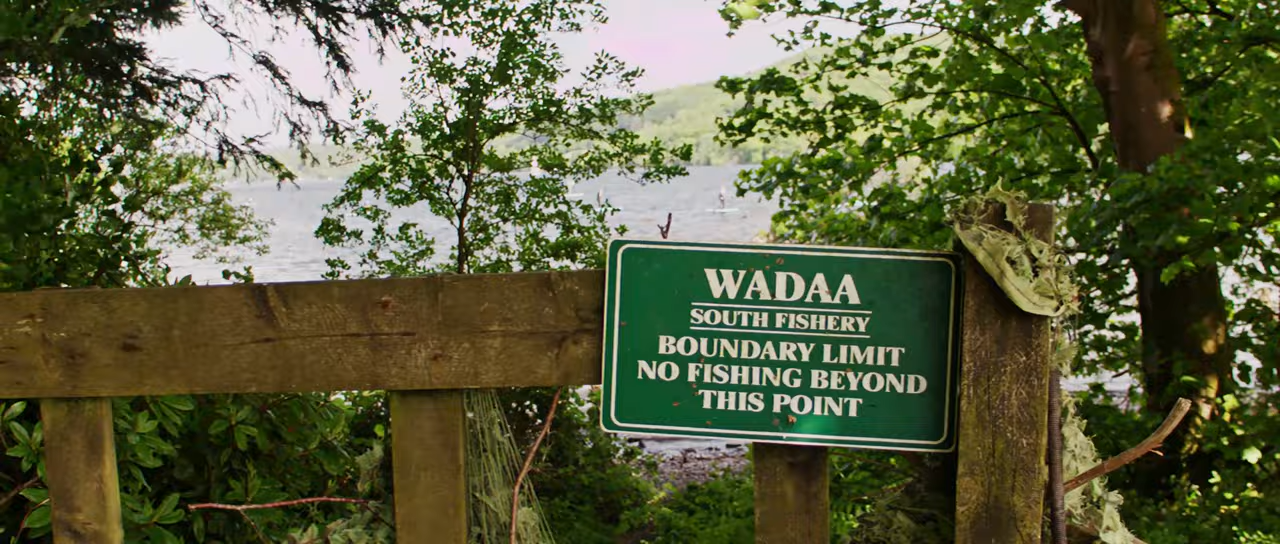 WADAA
SOUTH FISHERY
BOUNDARY LIMIT
NO FISHING BEYOND
THIS POINT